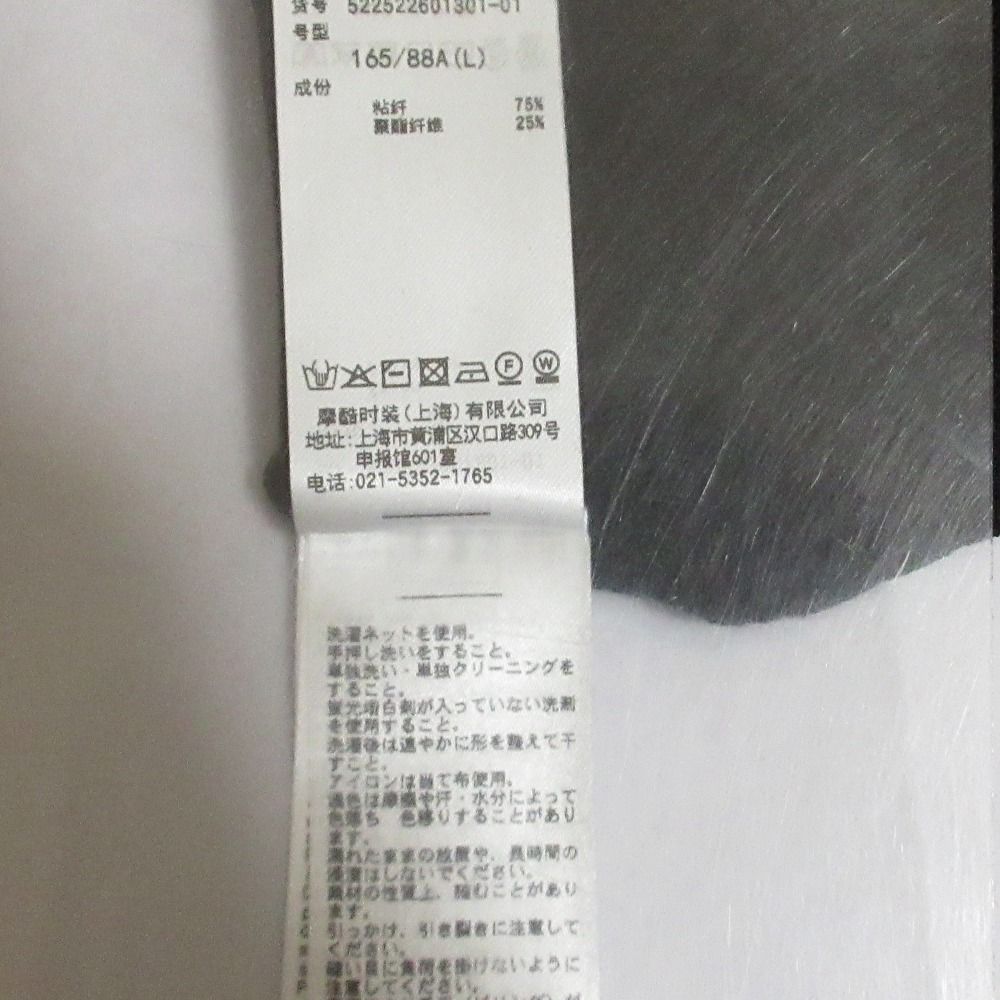 货号 522522601301-01
号型
165/88A(L)
成份
粘纤 75%
聚酯纤维 25%
F W
摩酷时装(上海)有限公司
地址:上海市黄浦区汉口路309号
申报馆601室
电话:021-5352-1765
洗濯ネットを使用。
手押し洗いをすること。
単独洗い・単独クリーニングを
すること。
蛍光増白剤が入っていない洗剤
を使用すること。
洗濯後は速やかに形を整えて干
すこと。
アイロンは当て布使用。
濃色は摩擦や汗・水分によって
色落ち 色移りすることがあり
ます。
濡れたままの放置や、長時間の
浸漬はしないでください。
素材の性質上、縮むことがあり
ます。
引っかけ、引き裂きに注意して
ください。
縫い目に負荷を掛けないように
注意してください。